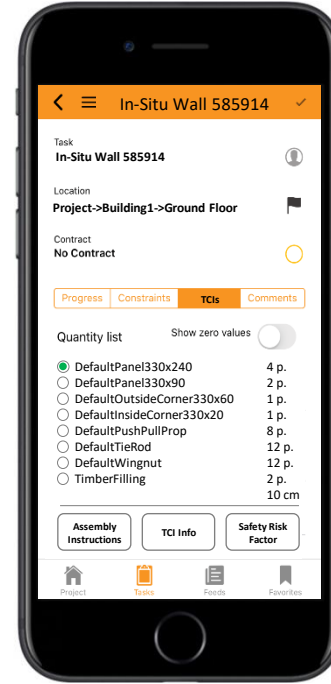 In-Situ Wall 585914
Task
In-Situ Wall 585914
Location
Project->Building1->Ground Floor
Contract
No Contract
Progress Constraints TCIs Comments
Quantity list Show zero values
DefaultPanel330x240 4 p.
DefaultPanel330x90 2 p.
DefaultOutsideCorner330x60 1 p.
DefaultInsideCorner330x20 1 p.
DefaultPushPullProp 8 p.
DefaultTieRod 12 p.
DefaultWingnut 12 p.
TimberFilling 2 p.
10 cm
Assembly Instructions TCI Info Safety Risk Factor
Project Tasks Feeds Favorites